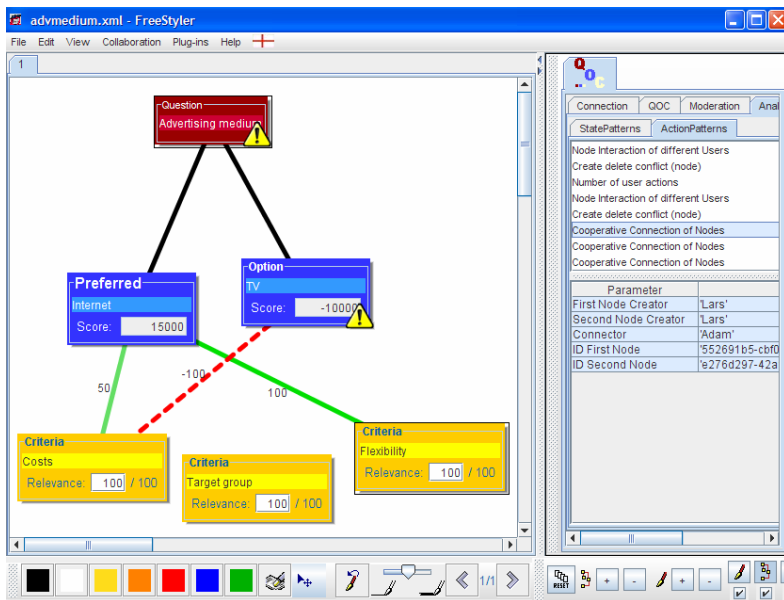 advmedium.xml - FreeStyler
File Edit View Collaboration Plug-ins Help
1
Question
Advertising medium
Preferred
Internet
Score: 15000
Option
TV
Score: -10000
50
-100
100
Criteria
Costs
Relevance: 100 / 100
Criteria
Target group
Relevance: 100 / 100
Criteria
Flexibility
Relevance: 100 / 100
1/1
QOC
Connection QOC Moderation Anal
StatePatterns ActionPatterns
Node Interaction of different Users
Create delete conflict (node)
Number of user actions
Node Interaction of different Users
Create delete conflict (node)
Cooperative Connection of Nodes
Cooperative Connection of Nodes
Cooperative Connection of Nodes
Parameter
First Node Creator 'Lars'
Second Node Creator 'Lars'
Connector 'Adam'
ID First Node '552691b5-cbf0
ID Second Node 'e276d297-42a
RESET + - + -